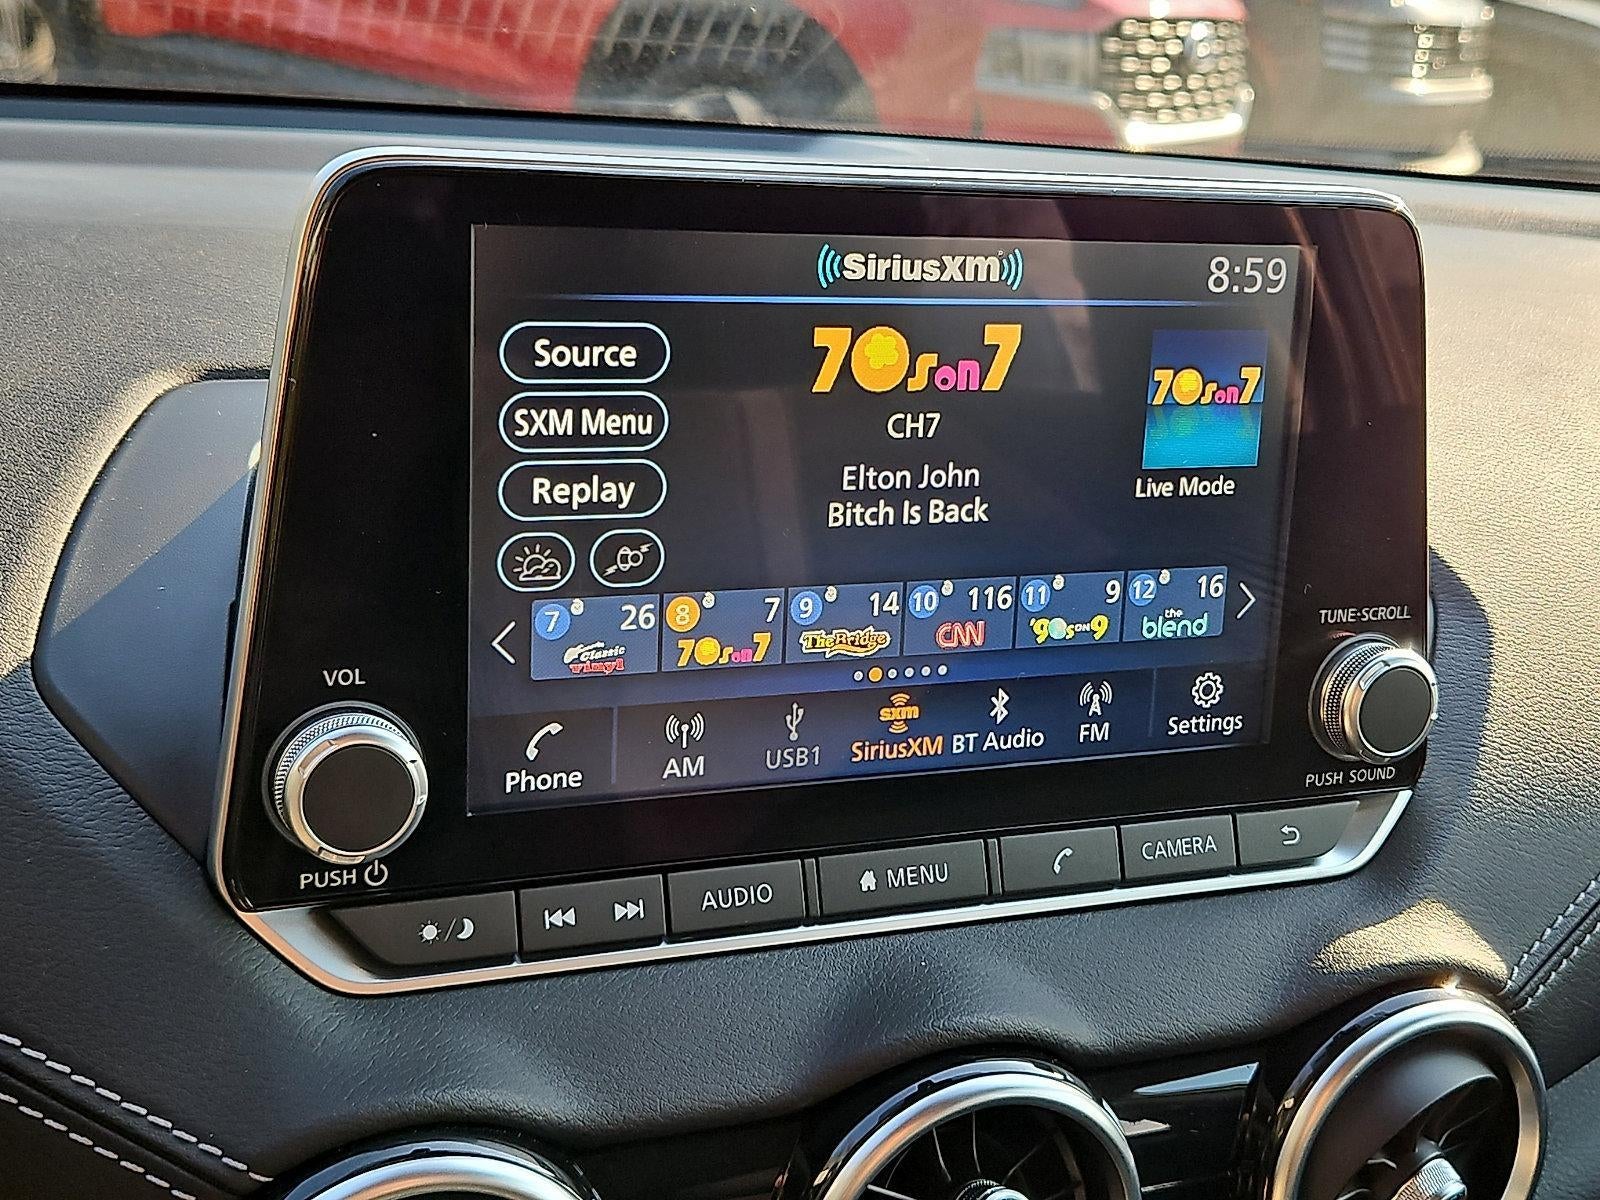 SiriusXM
8:59
Source
SXM Menu
Replay
70s on 7
CH7
Elton John
Bitch Is Back
70s on 7
Live Mode
7 26 Classic Vinyl
8 7 70s on 7
9 14 The Bridge
10 116 CNN
11 9 '90s ON 9
12 16 the blend
Phone
AM
USB1
sxm
SiriusXM
BT Audio
FM
Settings
VOL
PUSH
TUNE·SCROLL
PUSH SOUND
AUDIO
MENU
CAMERA